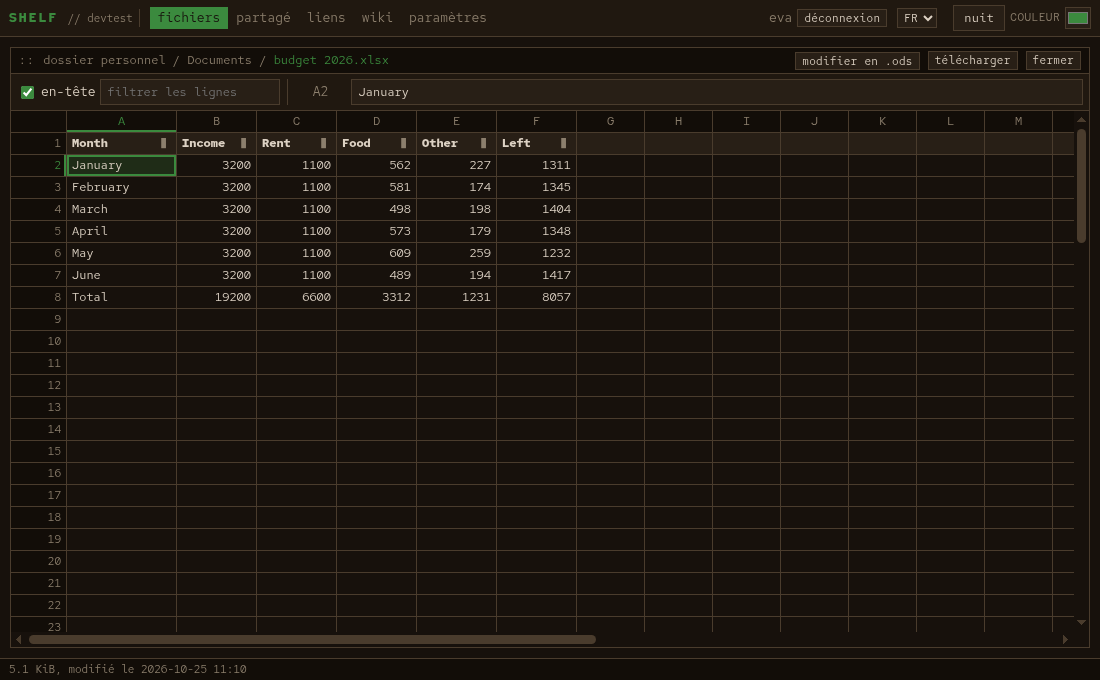 SHELF // devtest fichiers partagé liens wiki paramètres eva déconnexion FR nuit COULEUR
:: dossier personnel / Documents / budget 2026.xlsx modifier en .ods télécharger fermer
en-tête filtrer les lignes A2 January
A B C D E F G H I J K L M
1 Month Income Rent Food Other Left
2 January 3200 1100 562 227 1311
3 February 3200 1100 581 174 1345
4 March 3200 1100 498 198 1404
5 April 3200 1100 573 179 1348
6 May 3200 1100 609 259 1232
7 June 3200 1100 489 194 1417
8 Total 19200 6600 3312 1231 8057
9
10
11
12
13
14
15
16
17
18
19
20
21
22
23
5.1 KiB, modifié le 2026-10-25 11:10